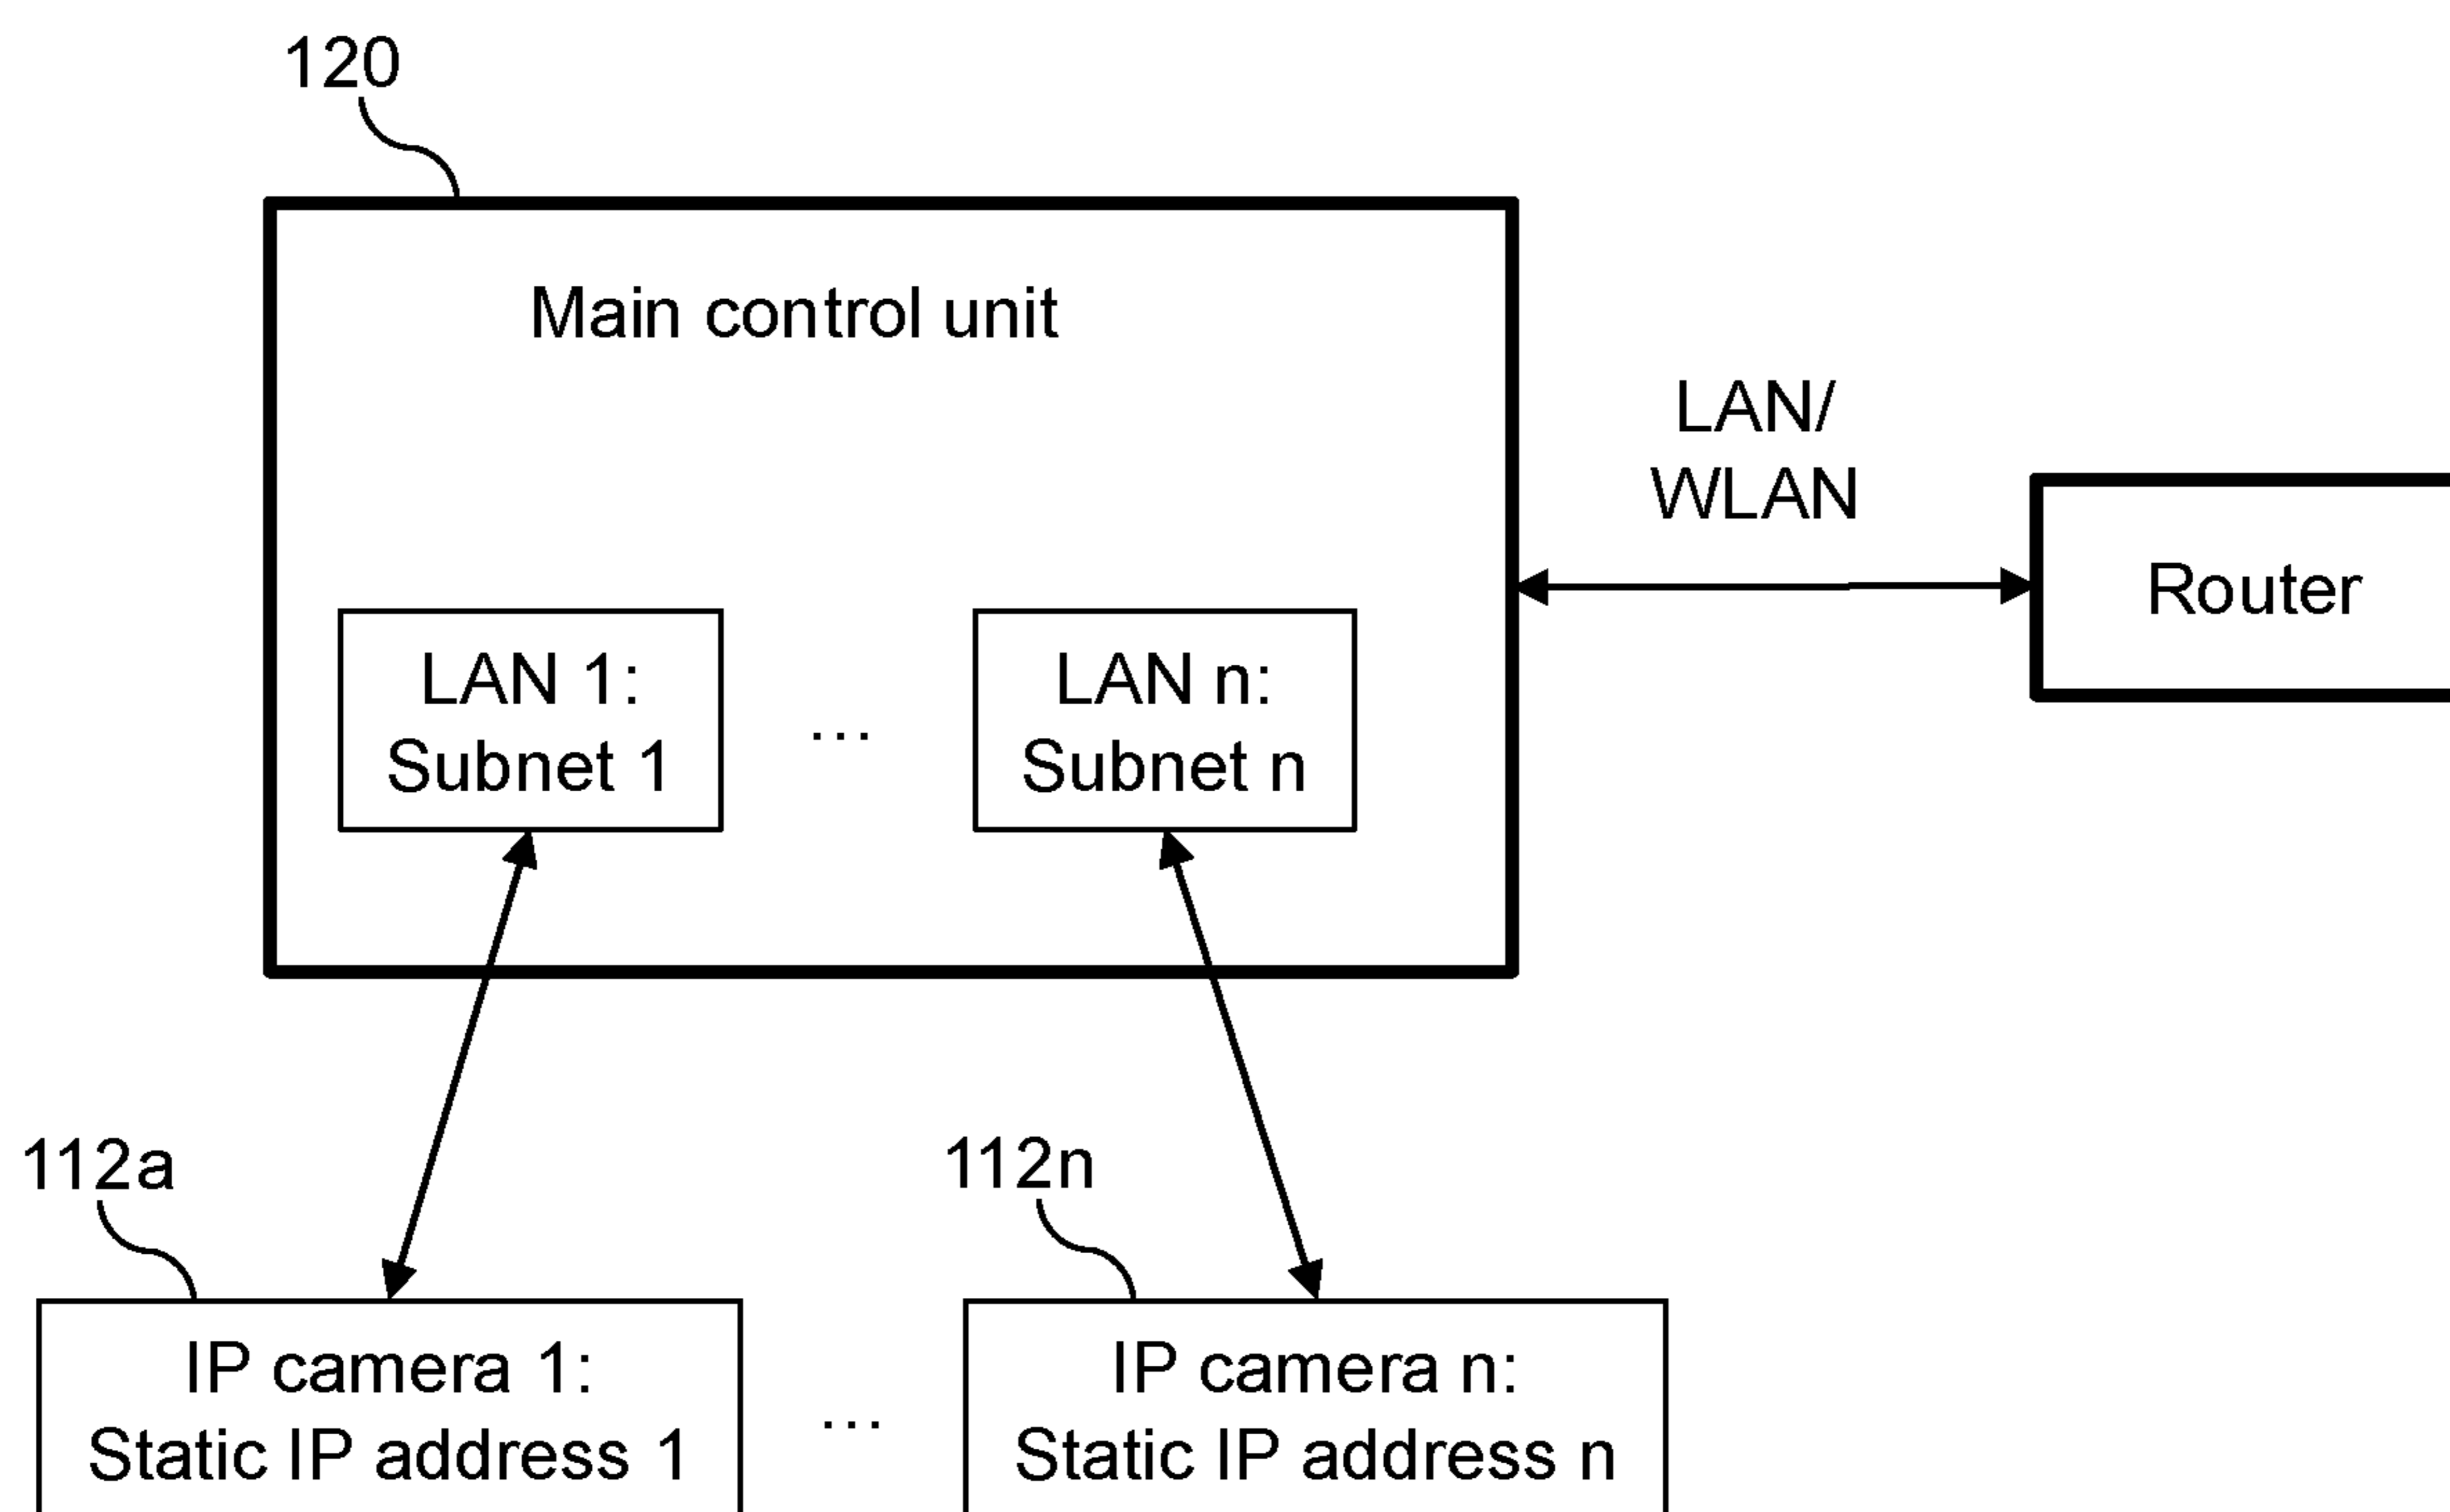 120
Main control unit
LAN/
WLAN
Router
LAN 1:
Subnet 1
...
LAN n:
Subnet n
112a
112n
IP camera 1:
Static IP address 1
...
IP camera n:
Static IP address n